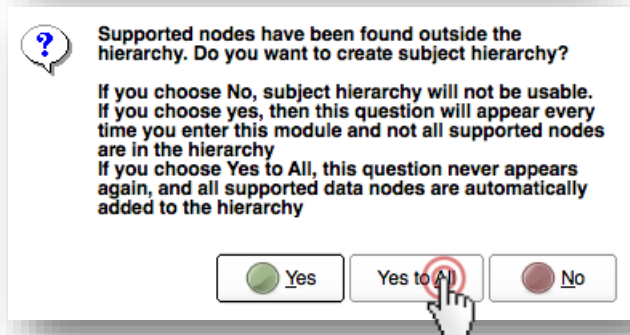 Supported nodes have been found outside the
hierarchy. Do you want to create subject hierarchy?
If you choose No, subject hierarchy will not be usable.
If you choose yes, then this question will appear every
time you enter this module and not all supported nodes
are in the hierarchy
If you choose Yes to All, this question never appears
again, and all supported data nodes are automatically
added to the hierarchy
Yes Yes to All No